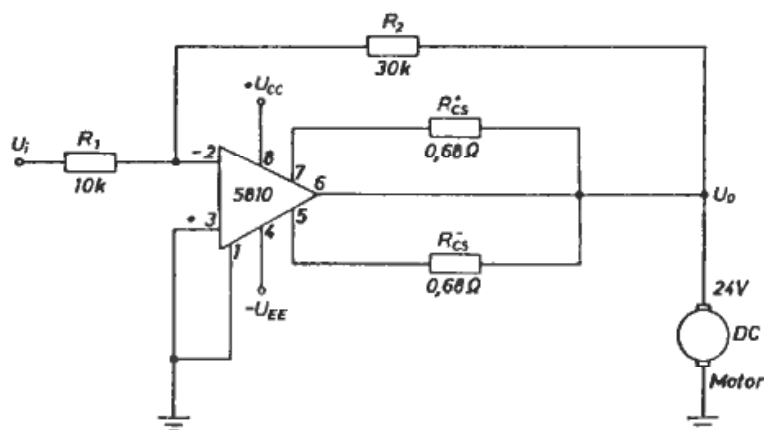 R2
30k
+UCC
R+CS
0,68Ω
Ui
R1
10k
-2
8
7
6
5810
5
+ 3
1
4
Uo
R-CS
0,68Ω
-UEE
24V
DC
Motor